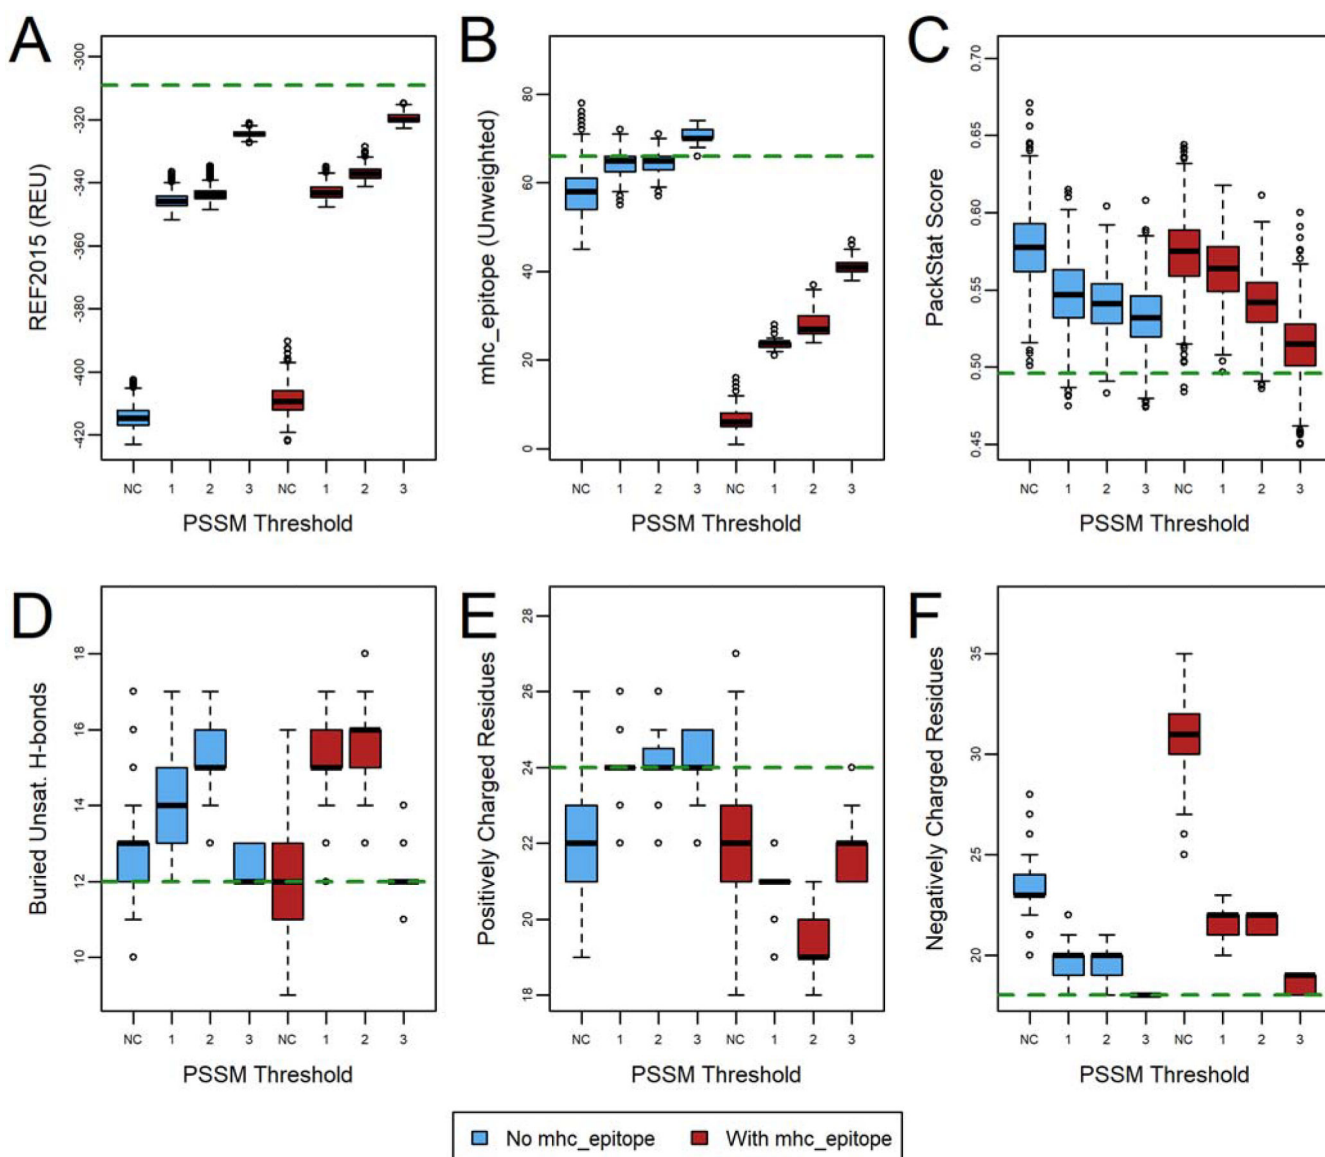 A
REF2015 (REU)
-300
-320
-340
-360
-380
-400
-420
NC 1 2 3 NC 1 2 3
PSSM Threshold
B
mhc_epitope (Unweighted)
80
60
40
20
0
NC 1 2 3 NC 1 2 3
PSSM Threshold
C
PackStat Score
0.70
0.65
0.60
0.55
0.50
0.45
NC 1 2 3 NC 1 2 3
PSSM Threshold
D
Buried Unsat. H-bonds
18
16
14
12
10
NC 1 2 3 NC 1 2 3
PSSM Threshold
E
Positively Charged Residues
28
26
24
22
20
18
NC 1 2 3 NC 1 2 3
PSSM Threshold
F
Negatively Charged Residues
35
30
25
20
NC 1 2 3 NC 1 2 3
PSSM Threshold
No mhc_epitope With mhc_epitope